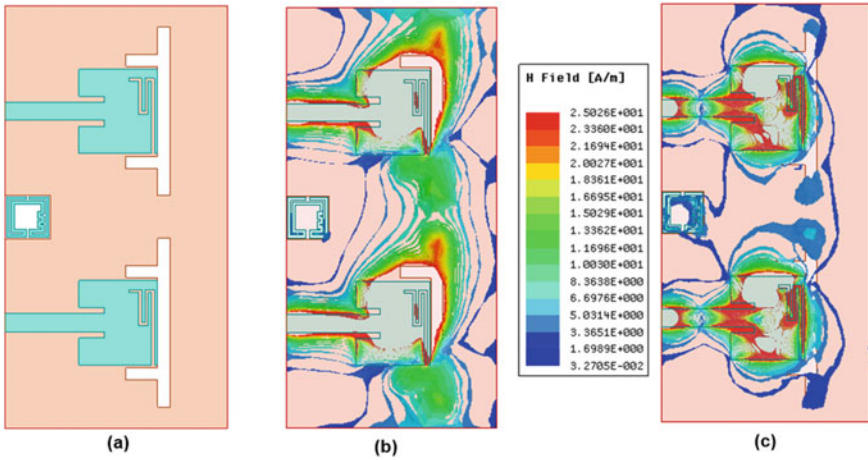 H Field [A/m]
2.5026E+001
2.3360E+001
2.1694E+001
2.0027E+001
1.8361E+001
1.6695E+001
1.5029E+001
1.3362E+001
1.1696E+001
1.0030E+001
8.3638E+000
6.6976E+000
5.0314E+000
3.3651E+000
1.6989E+000
3.2705E-002
(a)
(b)
(c)